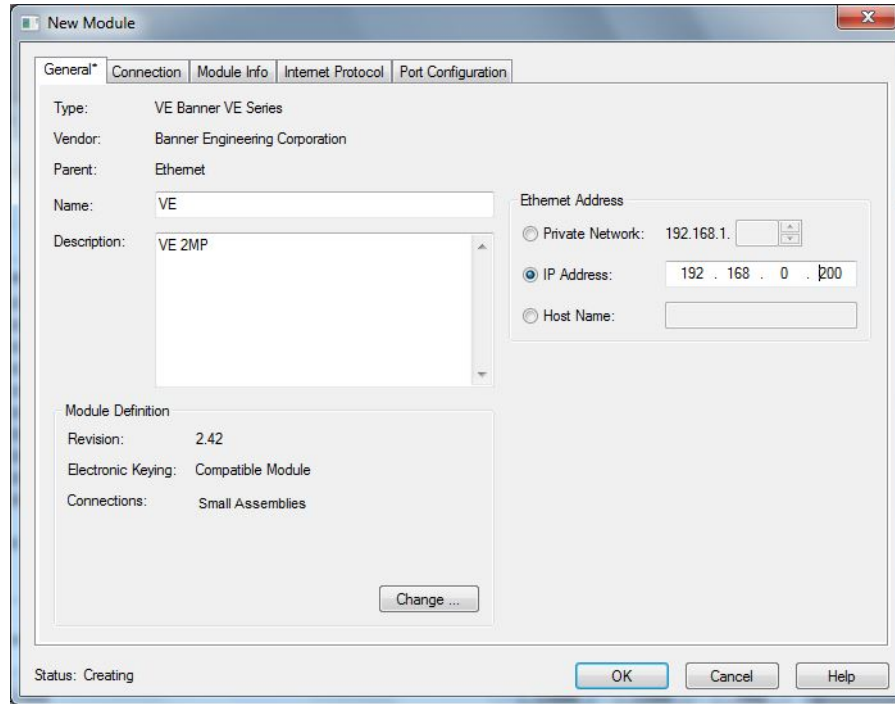 New Module
General* Connection Module Info Internet Protocol Port Configuration
Type: VE Banner VE Series
Vendor: Banner Engineering Corporation
Parent: Ethernet
Name: VE
Description: VE 2MP
Ethernet Address
Private Network: 192.168.1.
IP Address: 192 . 168 . 0 . 200
Host Name:
Module Definition
Revision: 2.42
Electronic Keying: Compatible Module
Connections: Small Assemblies
Change ...
Status: Creating
OK Cancel Help